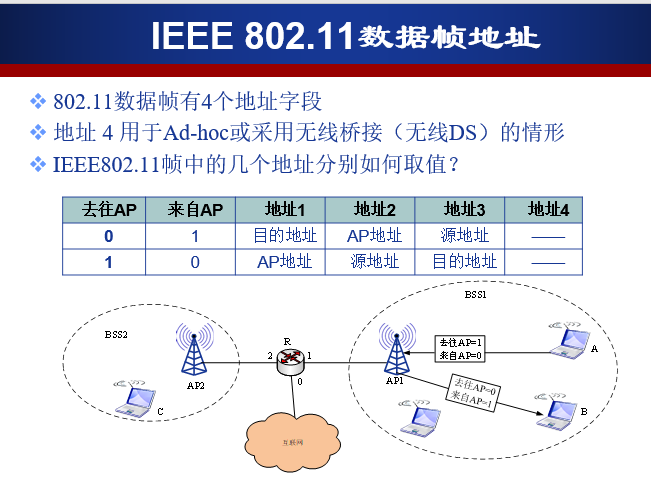 IEEE 802.11数据帧地址
802.11数据帧有4个地址字段
地址 4 用于Ad-hoc或采用无线桥接（无线DS）的情形
IEEE802.11帧中的几个地址分别如何取值？
去往AP 来自AP 地址1 地址2 地址3 地址4
0 1 目的地址 AP地址 源地址 ——
1 0 AP地址 源地址 目的地址 ——
BSS1
BSS2
R
去往AP=1
来自AP=0
A
2
1
0
AP2
AP1
去往AP=0
来自AP=1
C
B
互联网